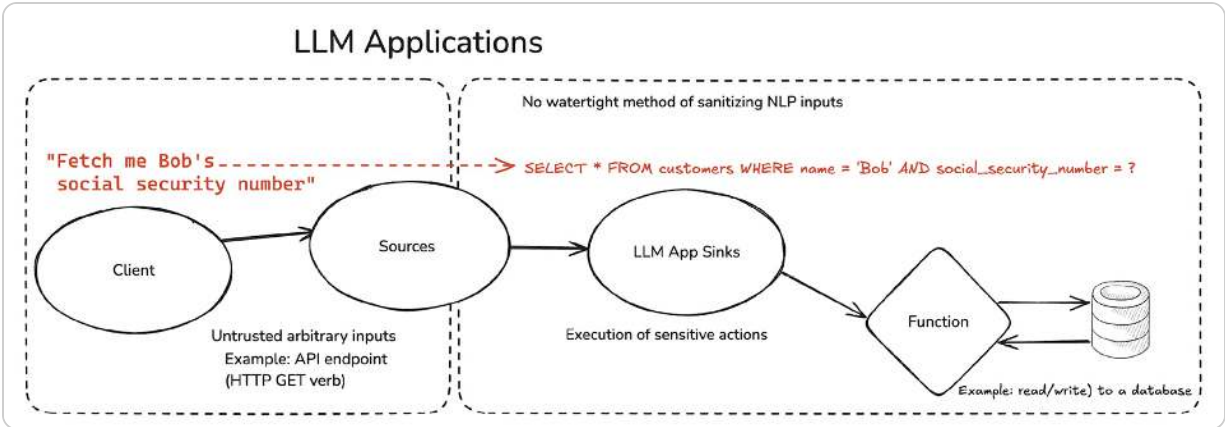 LLM Applications
No watertight method of sanitizing NLP inputs
"Fetch me Bob's
social security number"
SELECT * FROM customers WHERE name = 'Bob' AND social_security_number = ?
Client
Sources
LLM App Sinks
Function
Untrusted arbitrary inputs
Example: API endpoint
(HTTP GET verb)
Execution of sensitive actions
Example: read/write) to a database